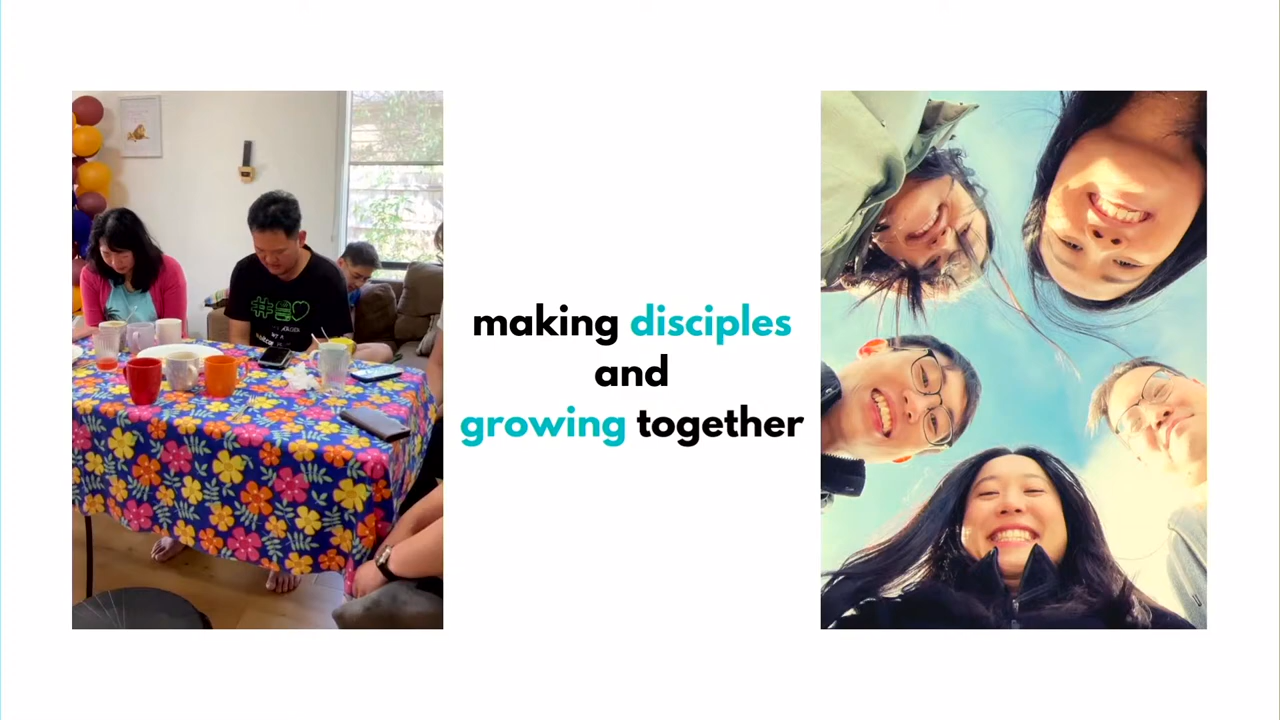 making disciples
and
growing together
#